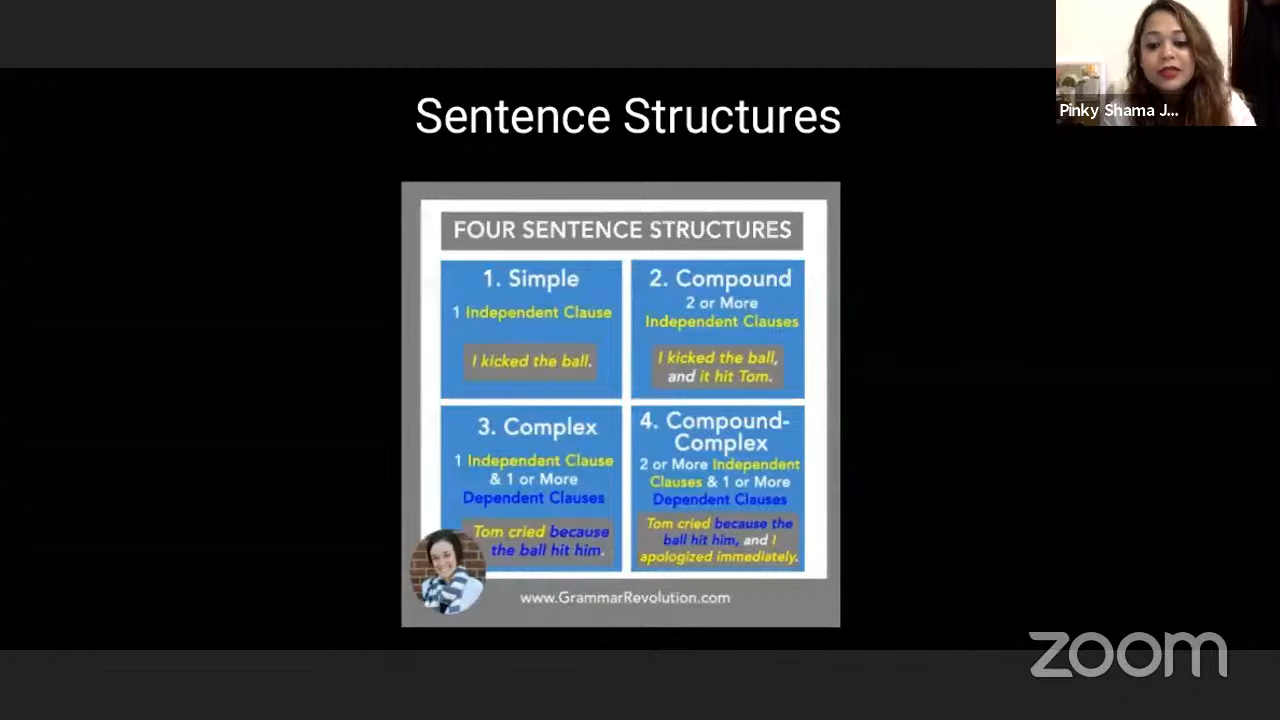 Pinky Shama J...
Sentence Structures
FOUR SENTENCE STRUCTURES
1. Simple
1 Independent Clause
I kicked the ball.
2. Compound
2 or More
Independent Clauses
I kicked the ball,
and it hit Tom.
3. Complex
1 Independent Clause
& 1 or More
Dependent Clauses
Tom cried because
the ball hit him.
4. Compound-
Complex
2 or More Independent
Clauses & 1 or More
Dependent Clauses
Tom cried because the
ball hit him, and I
apologized immediately.
www.GrammarRevolution.com
zoom